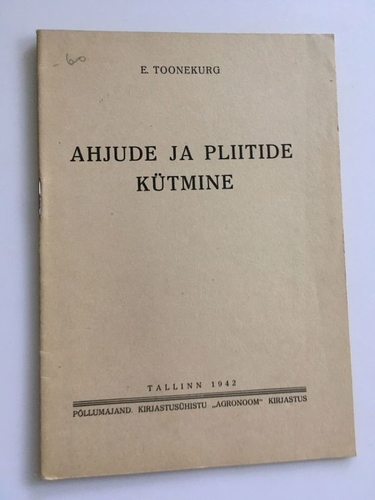 -60
E. TOONEKURG
AHJUDE JA PLIITIDE
KÜTMINE
TALLINN 1942
PÕLLUMAJAND. KIRJASTUSÜHISTU „AGRONOOM" KIRJASTUS